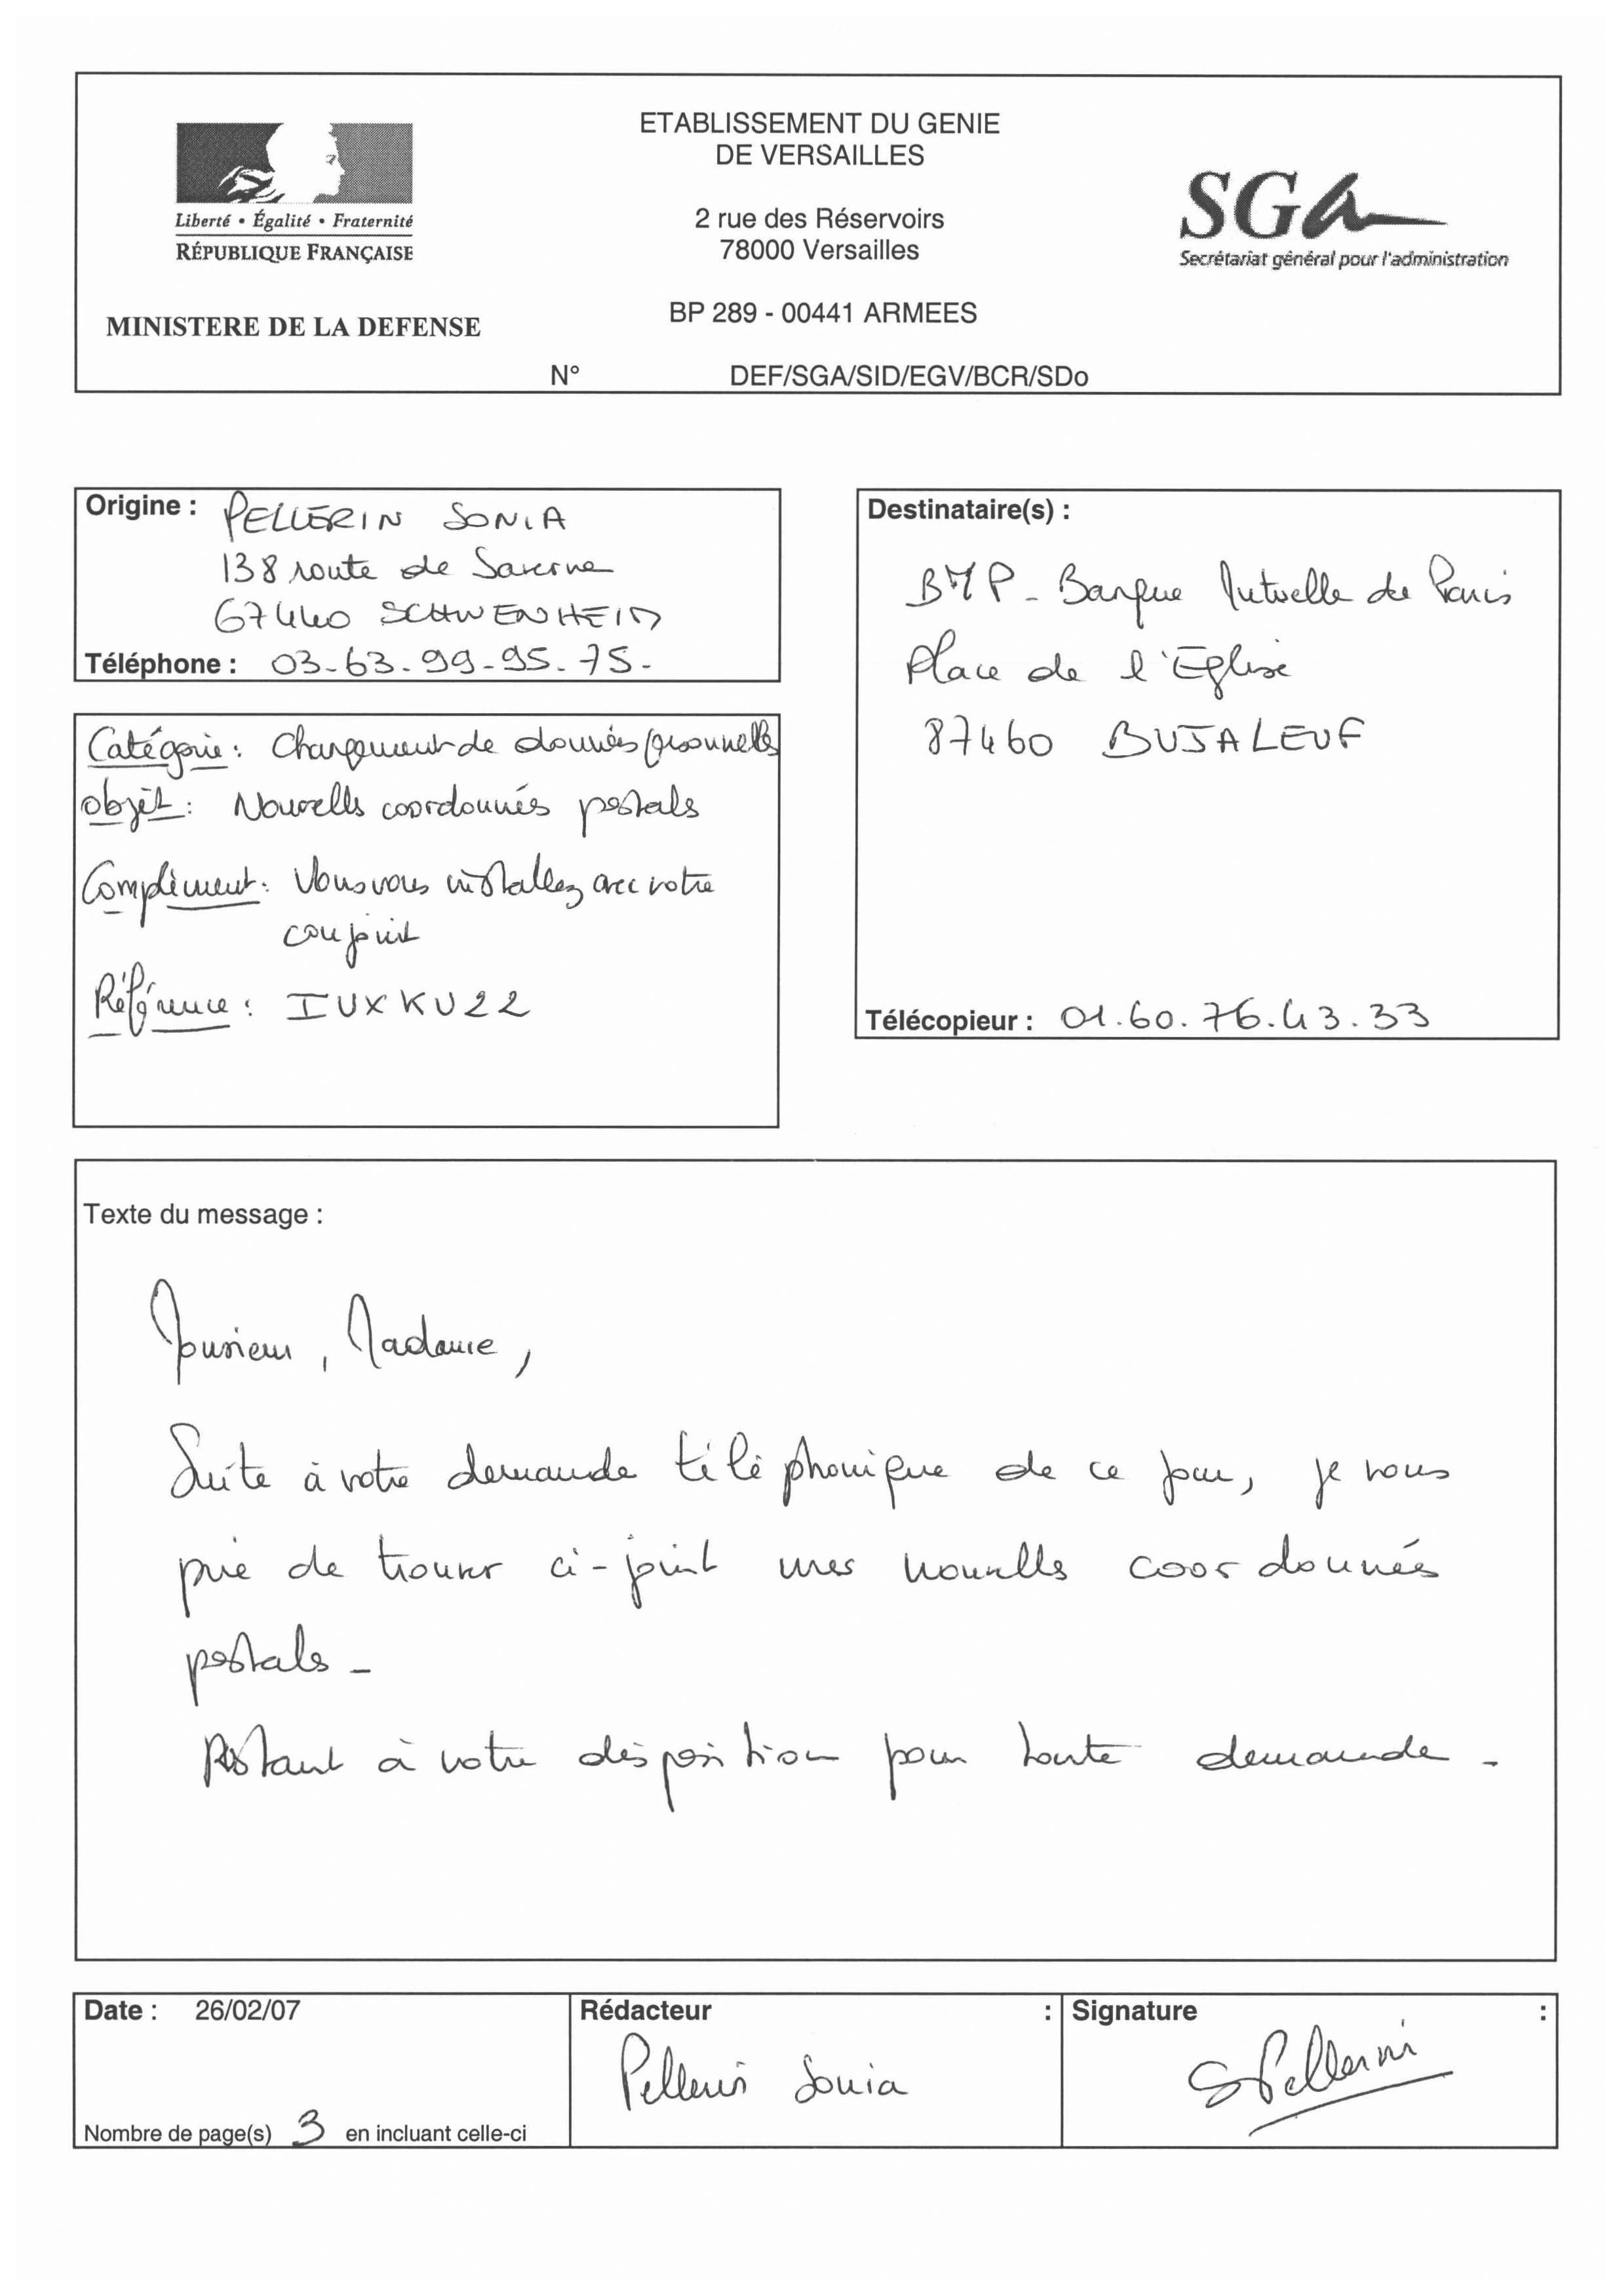 ETABLISSEMENT DU GENIE
DE VERSAILLES
2 rue des Réservoirs
78000 Versailles
BP 289 - 00441 ARMEES
N° DEF/SGA/SID/EGV/BCR/SDo
Liberté • Égalité • Fraternité
RÉPUBLIQUE FRANÇAISE
MINISTERE DE LA DEFENSE
SGA
Secrétariat général pour l'administration
Origine : PELLERIN SONIA
138 route de Saverne
67440 SCHWENHEIM
Téléphone : 03-63-99-95-75-
Catégorie : Changement de données personnelles
objet : Nouvelles coordonnées postales
Complément : Vous vous installez avec votre
conjoint
Référence : IUXKU22
Destinataire(s) :
BMP - Banque Mutuelle de Paris
Place de l'Eglise
87460 BUJALEUF
Télécopieur : 01.60.76.43.33
Texte du message :
Monsieur, Madame,
Suite à votre demande téléphonique de ce jour, je vous
prie de trouver ci-joint mes nouvelles coordonnées
postales -
Restant à votre disposition pour toute demande -
Date : 26/02/07
Nombre de page(s) 3 en incluant celle-ci
Rédacteur :
Pellerin Sonia
Signature :
S Pellerin